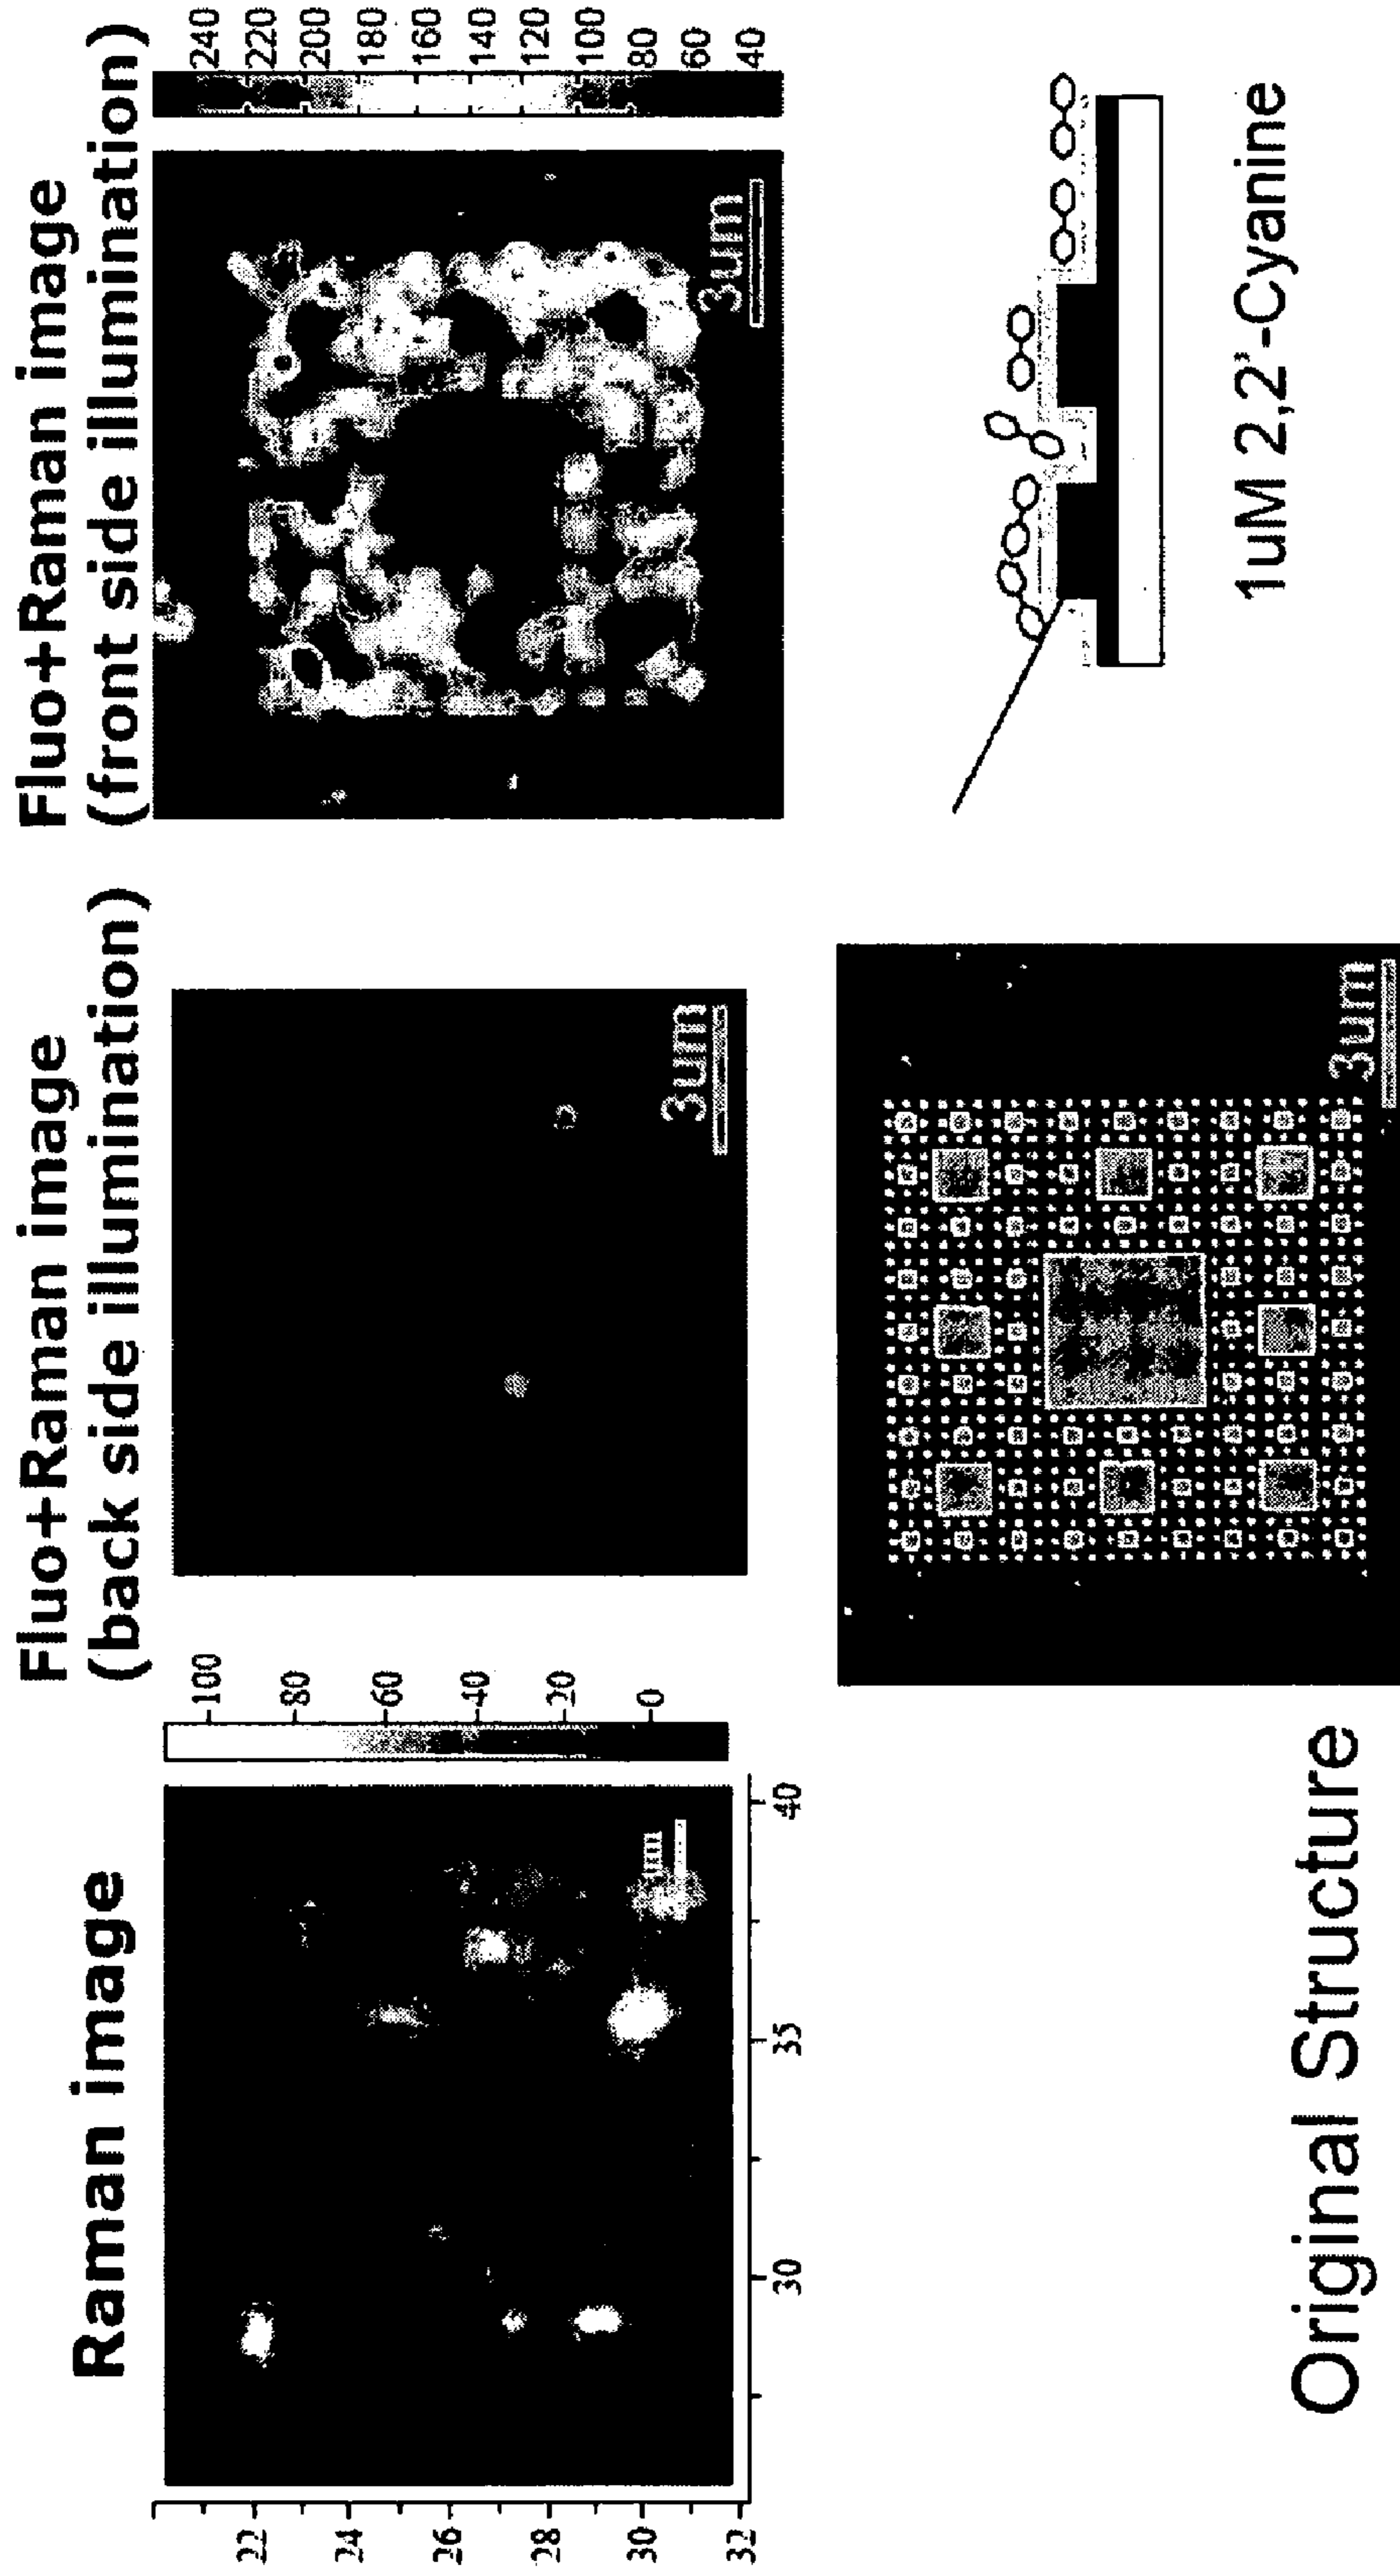 Raman image
100
80
60
40
20
0
22
24
26
28
30
32
30
35
40
Fluo+Raman image
(back side illumination)
3um
Fluo+Raman image
(front side illumination)
240
220
200
180
160
140
120
100
80
60
40
3um
Original Structure
3um
1uM 2,2'-Cyanine